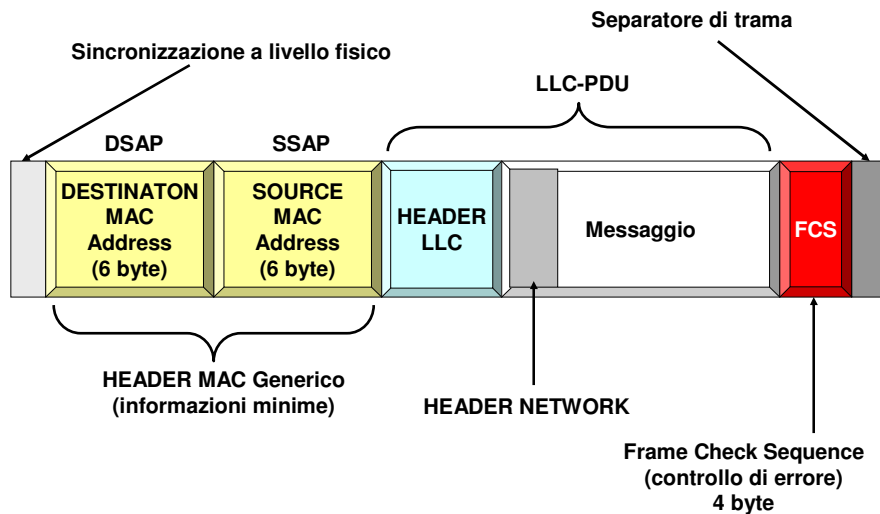 Separatore di trama
Sincronizzazione a livello fisico
LLC-PDU
DSAP
SSAP
DESTINATON
MAC
Address
(6 byte)
SOURCE
MAC
Address
(6 byte)
HEADER
LLC
Messaggio
FCS
HEADER MAC Generico
(informazioni minime)
HEADER NETWORK
Frame Check Sequence
(controllo di errore)
4 byte